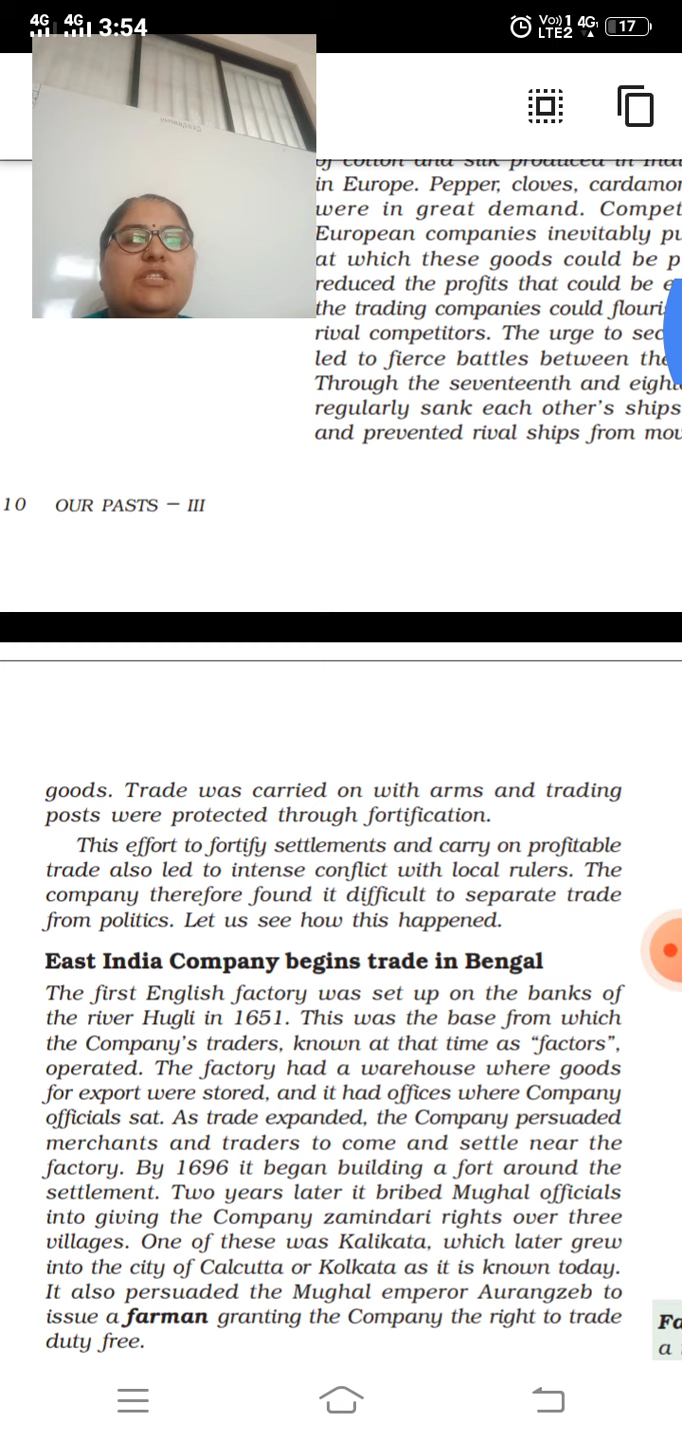 4G 4G 3:54 Vo)) 1 LTE2 4G 17
in Europe. Pepper, cloves, cardamo
were in great demand. Compet
European companies inevitably pu
at which these goods could be p
reduced the profits that could be e
the trading companies could flouri
rival competitors. The urge to sec
led to fierce battles between the
Through the seventeenth and eigh
regularly sank each other's ships
and prevented rival ships from mov
10 OUR PASTS – III
goods. Trade was carried on with arms and trading
posts were protected through fortification.
This effort to fortify settlements and carry on profitable
trade also led to intense conflict with local rulers. The
company therefore found it difficult to separate trade
from politics. Let us see how this happened.
East India Company begins trade in Bengal
The first English factory was set up on the banks of
the river Hugli in 1651. This was the base from which
the Company's traders, known at that time as “factors”,
operated. The factory had a warehouse where goods
for export were stored, and it had offices where Company
officials sat. As trade expanded, the Company persuaded
merchants and traders to come and settle near the
factory. By 1696 it began building a fort around the
settlement. Two years later it bribed Mughal officials
into giving the Company zamindari rights over three
villages. One of these was Kalikata, which later grew
into the city of Calcutta or Kolkata as it is known today.
It also persuaded the Mughal emperor Aurangzeb to
issue a farman granting the Company the right to trade
duty free.
Fa
a